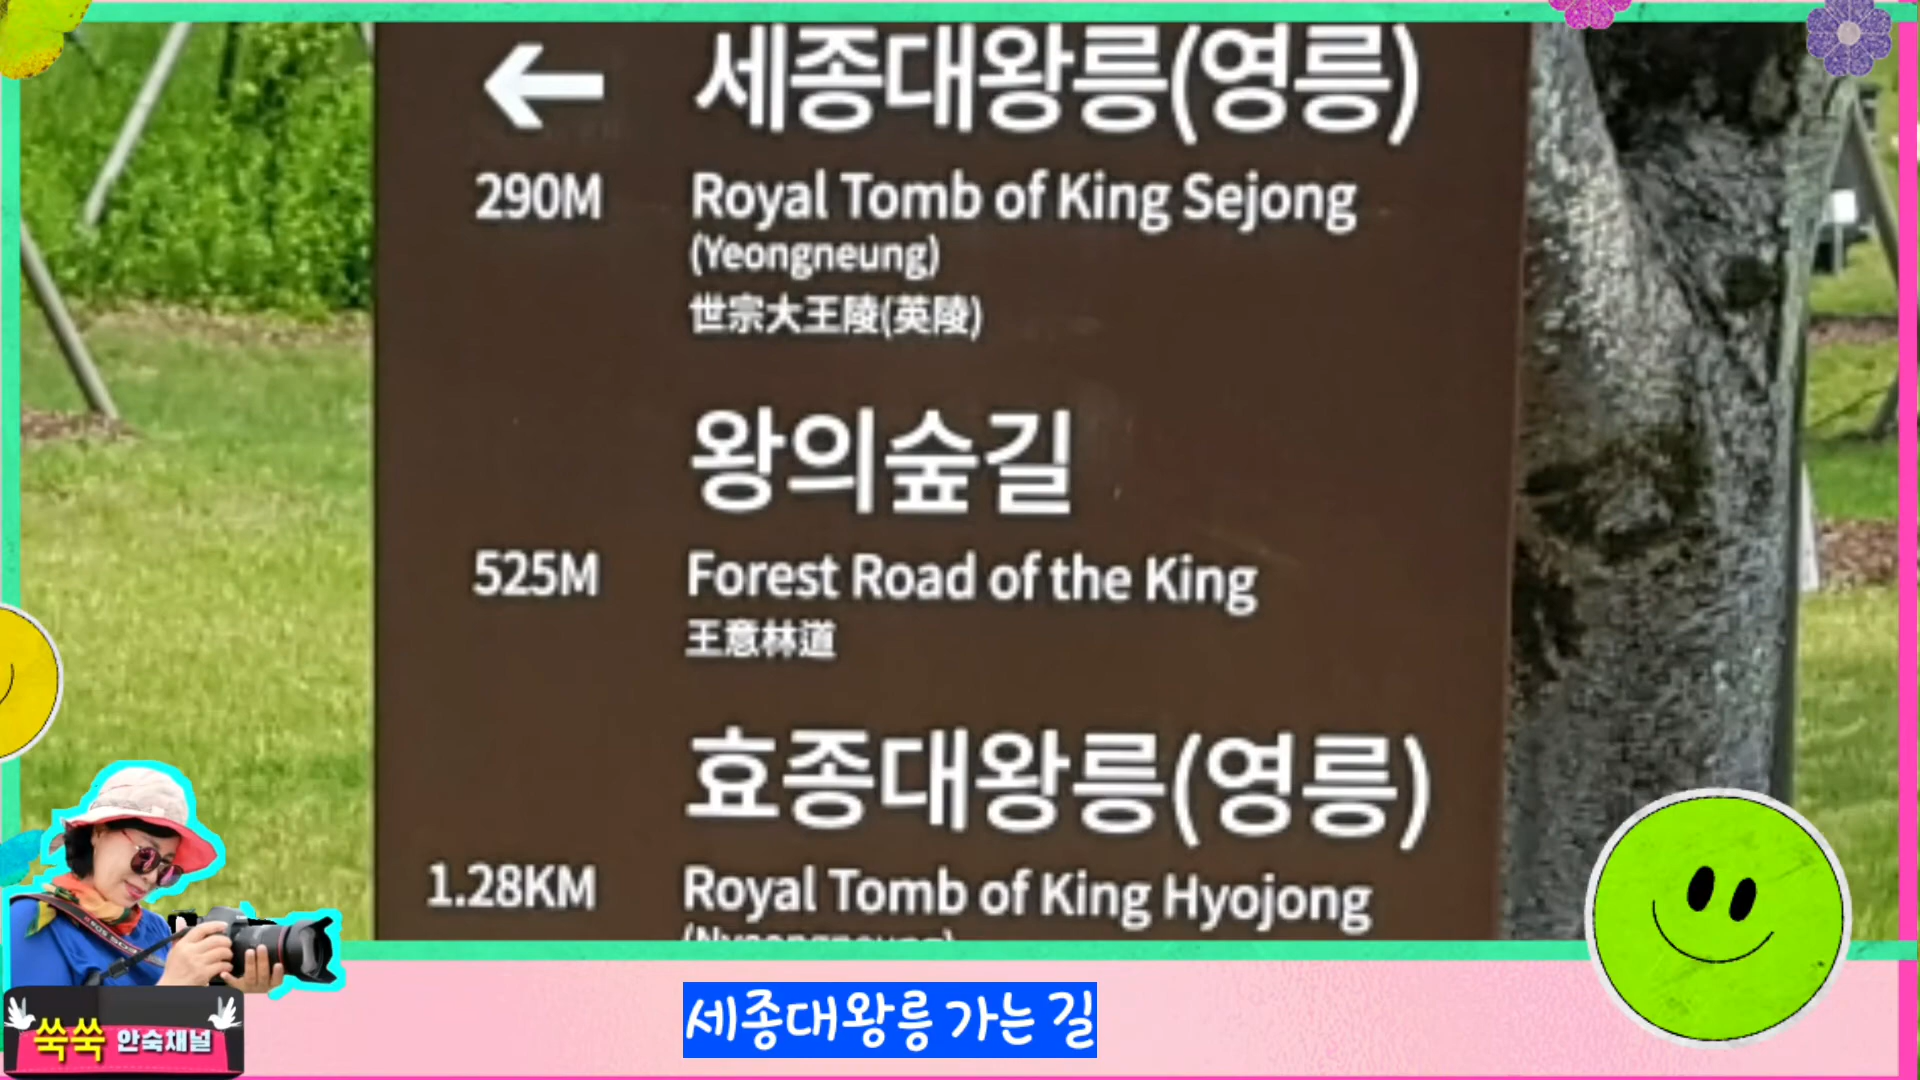 세종대왕릉(영릉)
290M Royal Tomb of King Sejong
(Yeongneung)
世宗大王陵(英陵)
왕의숲길
525M Forest Road of the King
王意林道
효종대왕릉(영릉)
1.28KM Royal Tomb of King Hyojong
세종대왕릉 가는 길
쑥쑥 안숙채널